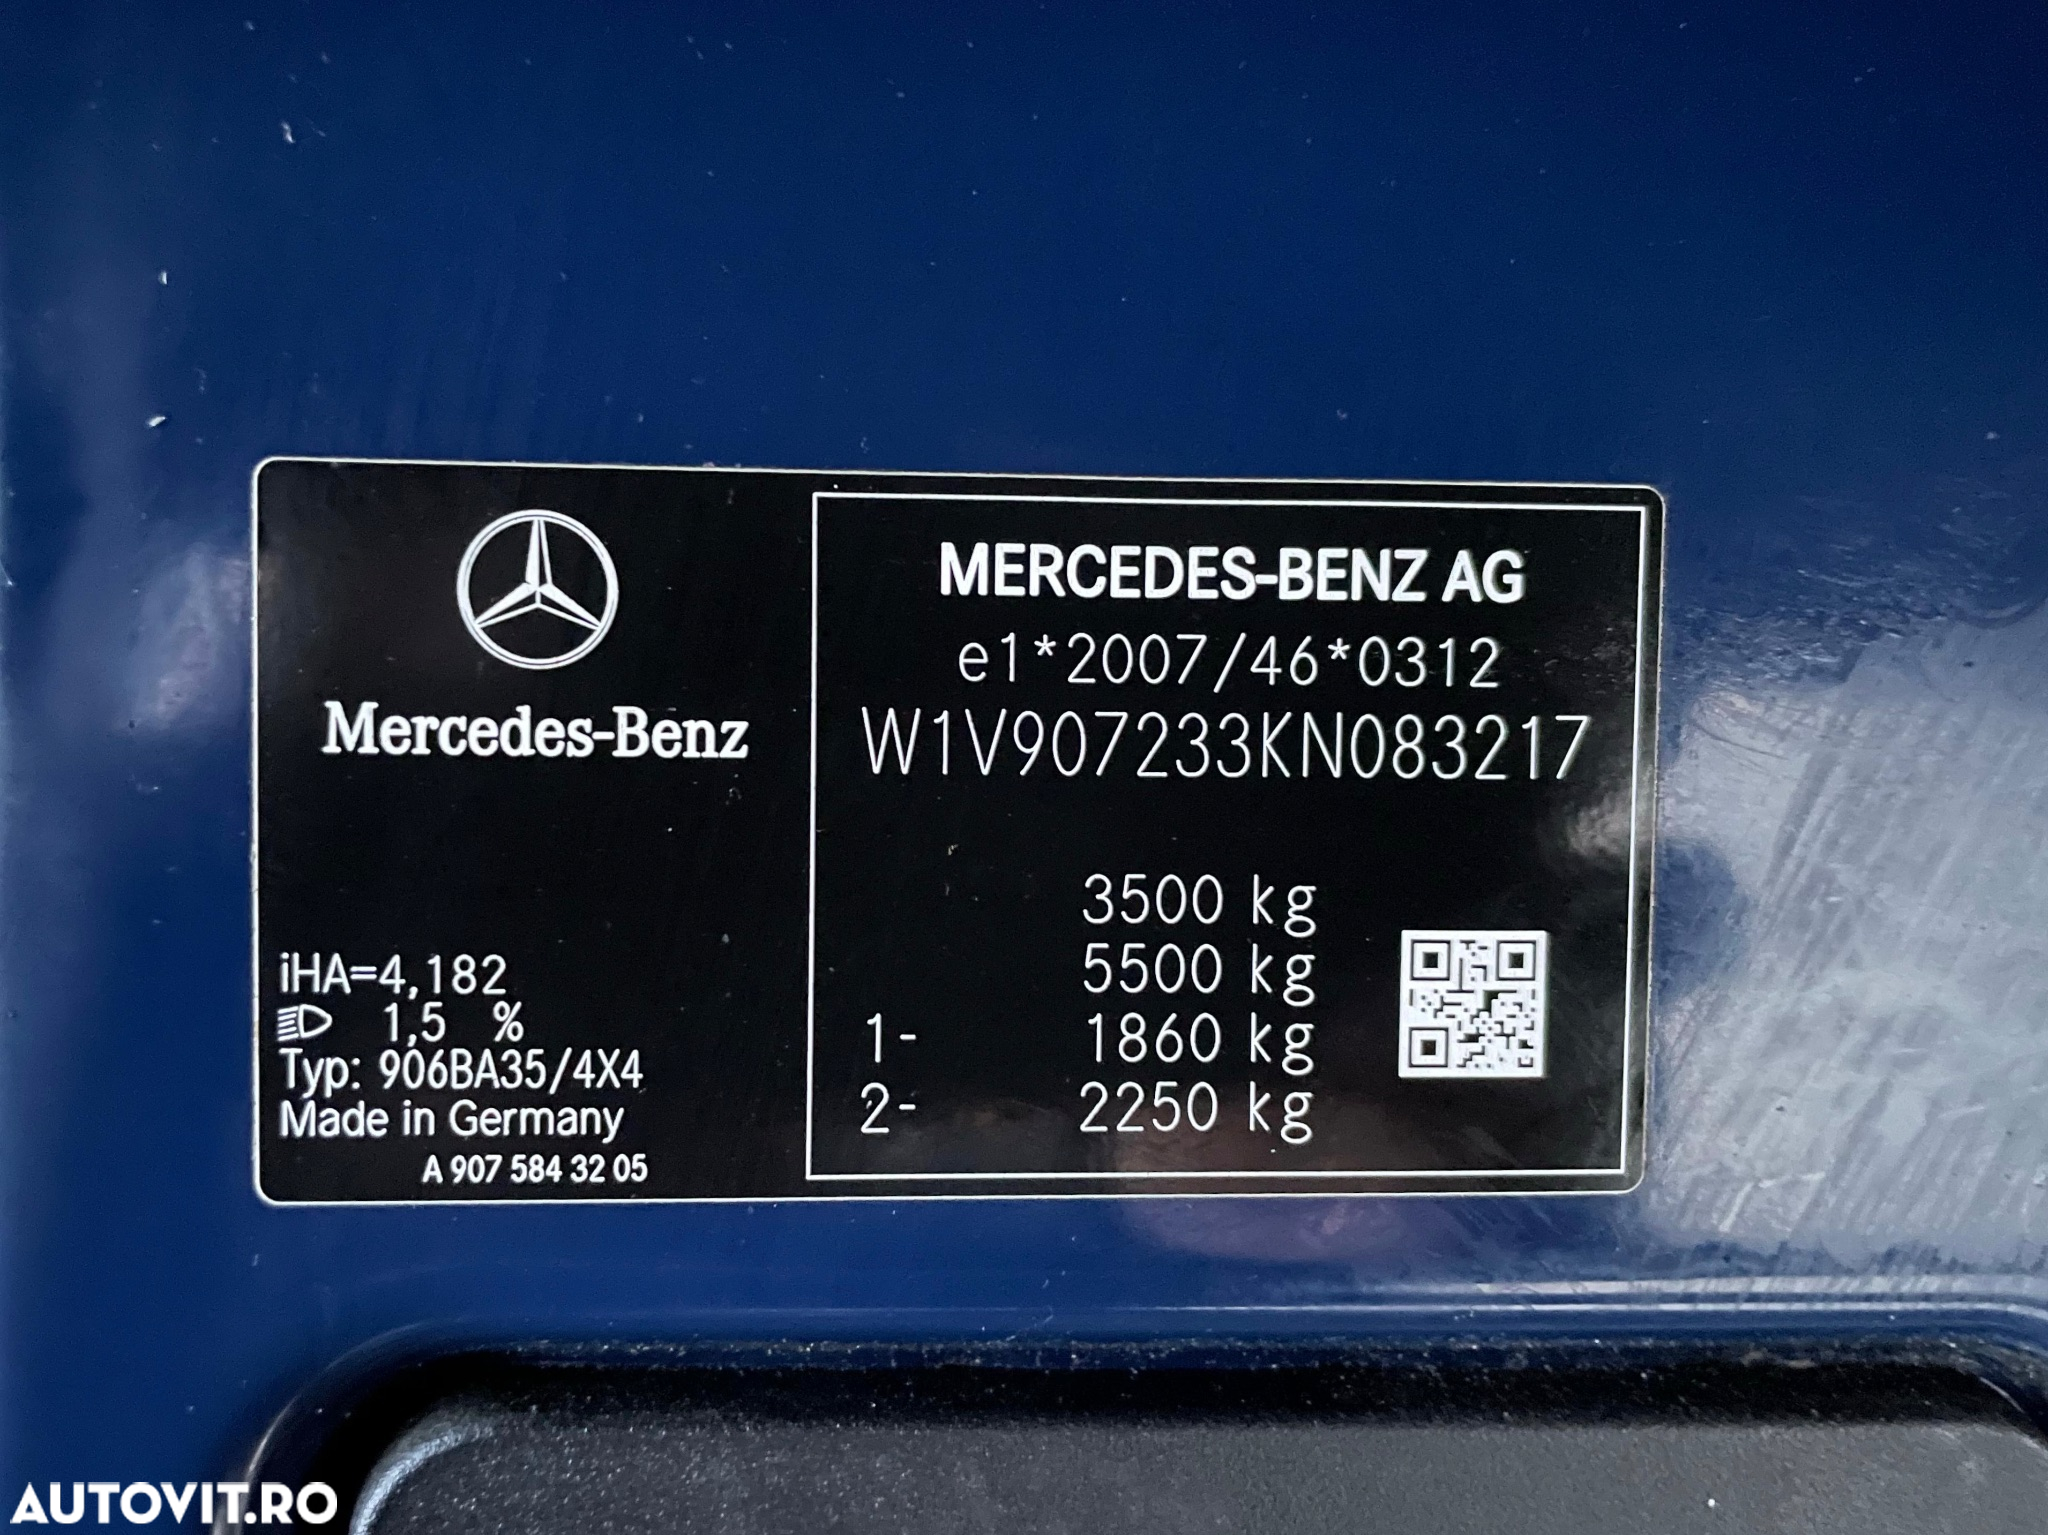 Mercedes-Benz
iHA=4,182
1,5 %
Typ: 906BA35/4X4
Made in Germany
A 907 584 32 05
MERCEDES-BENZ AG
e1*2007/46*0312
W1V907233KN083217
3500 kg
5500 kg
1- 1860 kg
2- 2250 kg
AUTOVIT.RO